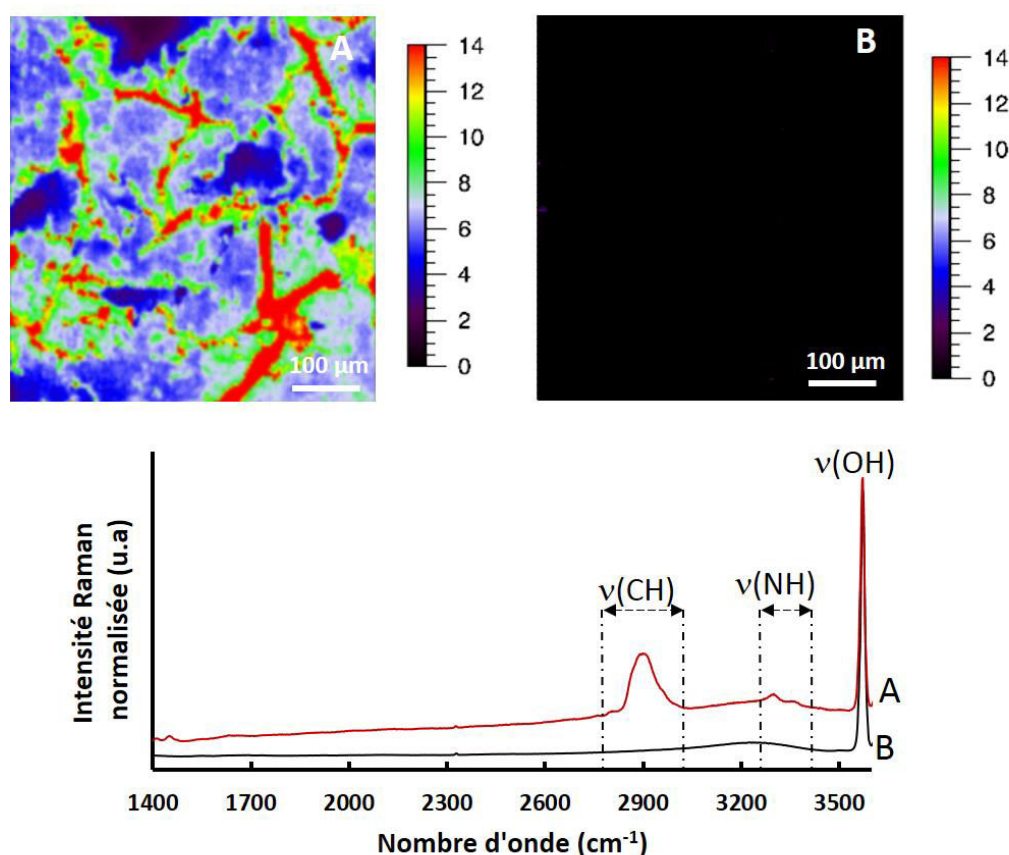 A
14
12
10
8
6
4
2
0
100 µm
B
14
12
10
8
6
4
2
0
100 µm
Intensité Raman
normalisée (u.a)
ν(CH)
ν(NH)
ν(OH)
A
B
1400 1700 2000 2300 2600 2900 3200 3500
Nombre d'onde (cm⁻¹)